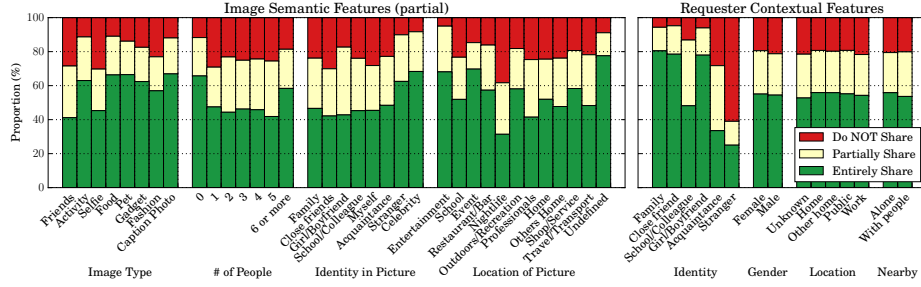 Image Semantic Features (partial)
Requester Contextual Features
Proportion (%)
100
80
60
40
20
0
Do NOT Share
Partially Share
Entirely Share
Friends
Activity
Selfie
Food
Pet
Gadget
Fashion
Caption Photo
0
1
2
3
4
5
6 or more
Family
Close friends
Girl/Boyfriend
School/Colleague
Myself
Acquaintance
Stranger
Celebrity
Entertainment
School
Event
Restaurant/Bar
Nightlife
Outdoors/Recreation
Professionals
Home
Others Home
Shop/Service
Travel/Transport
Undefined
Family
Close friend
School/Colleague
Girl/Boyfriend
Acquaintance
Stranger
Female
Male
Unknown
Home
Other home
Public
Work
Alone
With people
Image Type
# of People
Identity in Picture
Location of Picture
Identity
Gender
Location
Nearby